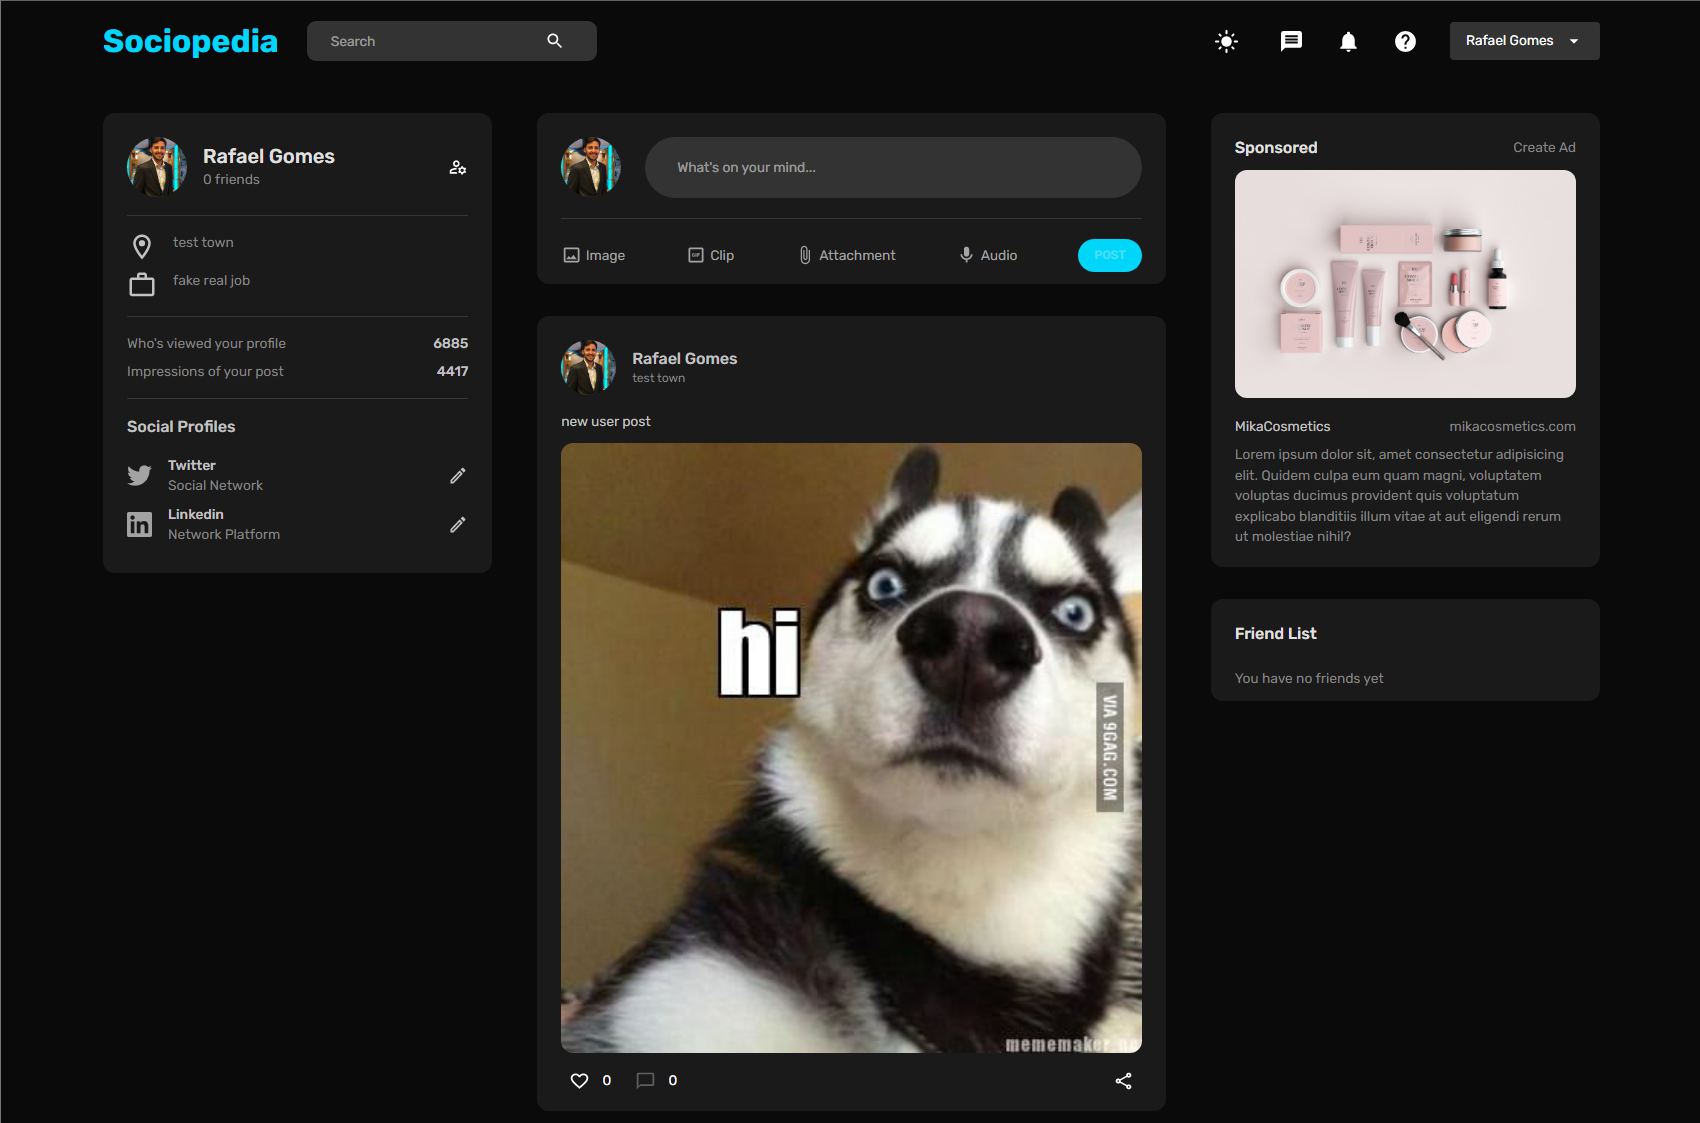 Sociopedia
Search
Rafael Gomes
Rafael Gomes
0 friends
test town
fake real job
Who's viewed your profile 6885
Impressions of your post 4417
Social Profiles
Twitter
Social Network
Linkedin
Network Platform
What's on your mind...
Image Clip Attachment Audio POST
Rafael Gomes
test town
new user post
hi
VIA 9GAG.COM
mememaker.ne
0 0
Sponsored Create Ad
MikaCosmetics mikacosmetics.com
Lorem ipsum dolor sit, amet consectetur adipisicing
elit. Quidem culpa eum quam magni, voluptatem
voluptas ducimus provident quis voluptatum
explicabo blanditiis illum vitae at aut eligendi rerum
ut molestiae nihil?
Friend List
You have no friends yet